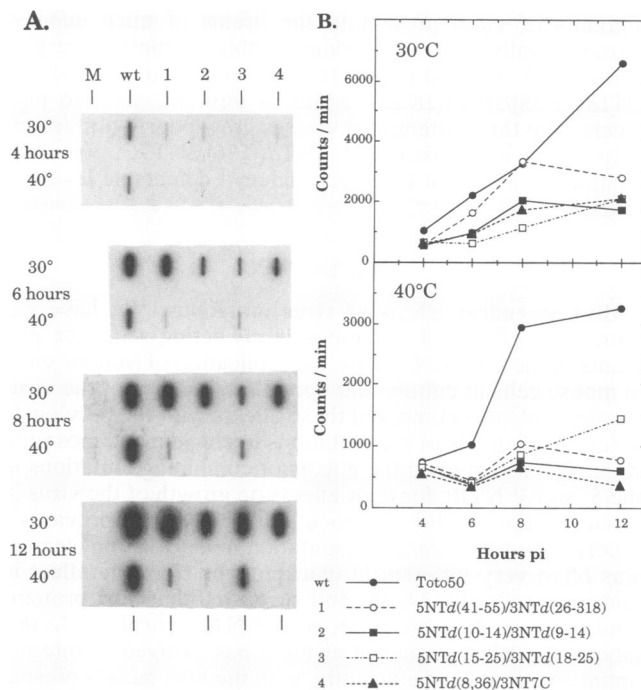 A.
M wt 1 2 3 4
30°
4 hours
40°
30°
6 hours
40°
30°
8 hours
40°
30°
12 hours
40°
B.
30°C
Counts / min
6000
4000
2000
0
40°C
Counts / min
3000
2000
1000
0
4 6 8 10 12
Hours pi
wt Toto50
1 5NTd(41-55)/3NTd(26-318)
2 5NTd(10-14)/3NTd(9-14)
3 5NTd(15-25)/3NTd(18-25)
4 5NTd(8,36)/3NT7C